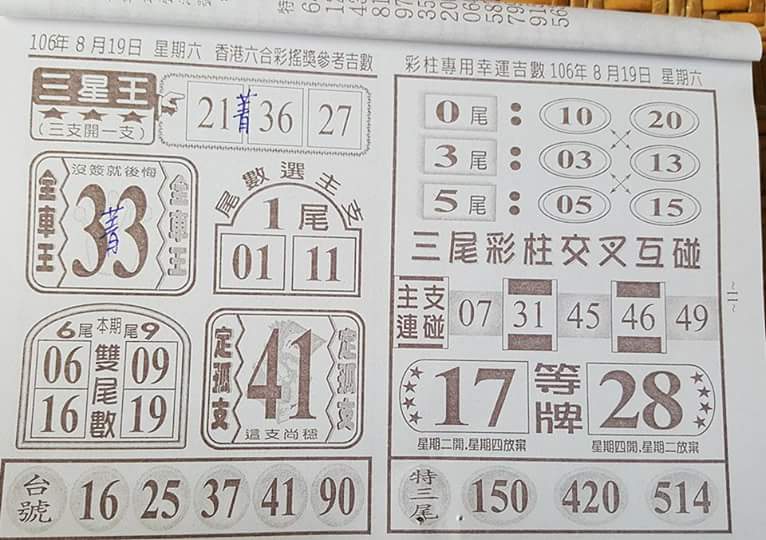 106年8月19日 星期六 香港六合彩搖獎參考吉數
三星王
★★★
(三支開一支)
21 菁 36 27
沒簽就後悔
全車王 33 菁 全車王
尾數選主支
1尾
01 11
6尾 本期 尾9
雙尾數
06 09
16 19
定孤支 41 定孤支
這支尚穩
台號 16 25 37 41 90
彩柱專用幸運吉數 106年8月19日 星期六
0尾: 10 20
3尾: 03 13
5尾: 05 15
三尾彩柱交叉互碰
主支連碰 07 31 45 46 49
17 等牌 28
星期二開,星期四放棄 星期四開,星期二放棄
特三尾 150 420 514
~11~